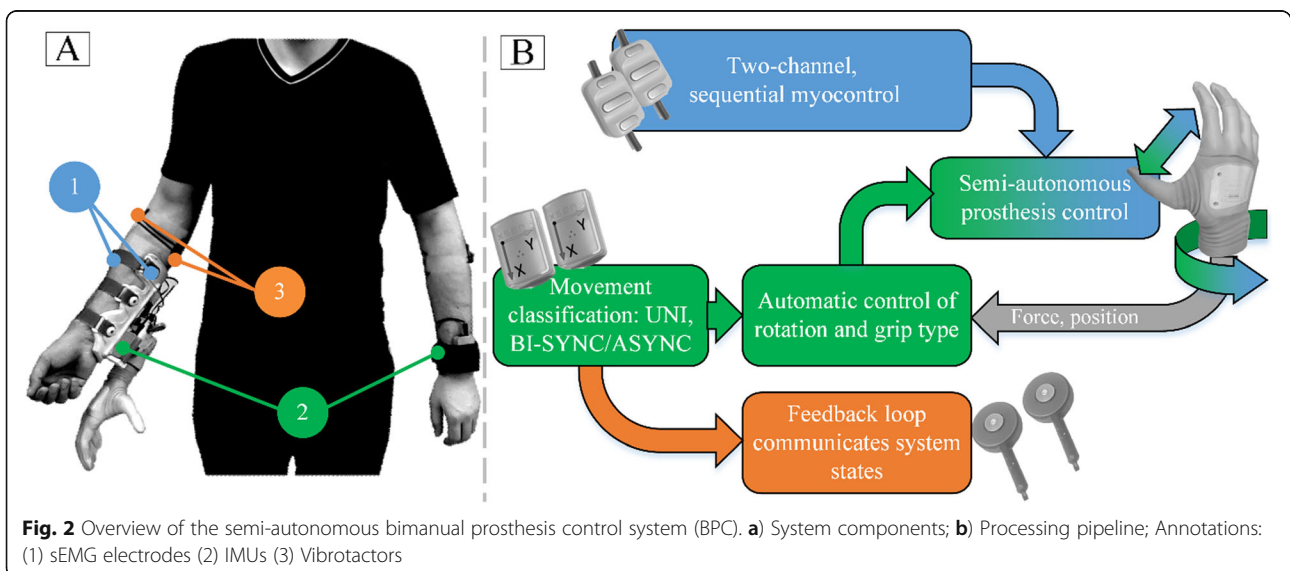 A
B
1
2
3
Two-channel,
sequential myocontrol
Semi-autonomous
prosthesis control
Y
X
Y
X
Movement
classification: UNI,
BI-SYNC/ASYNC
Automatic control of
rotation and grip type
Force, position
Feedback loop
communicates system
states
Fig. 2 Overview of the semi-autonomous bimanual prosthesis control system (BPC). a) System components; b) Processing pipeline; Annotations:
(1) sEMG electrodes (2) IMUs (3) Vibrotactors